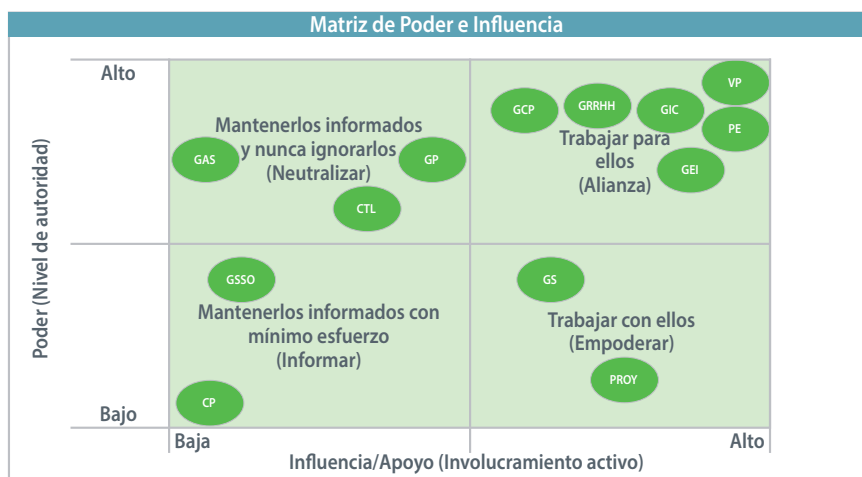 Matriz de Poder e Influencia
Poder (Nivel de autoridad)
Alto
Mantenerlos informados
y nunca ignorarlos
(Neutralizar)
GAS
GP
CTL
GCP
GRRHH
GIC
VP
PE
GEI
Trabajar para
ellos
(Alianza)
GSSO
Mantenerlos informados con
mínimo esfuerzo
(Informar)
CP
GS
Trabajar con ellos
(Empoderar)
PROY
Bajo
Baja
Alto
Influencia/Apoyo (Involucramiento activo)